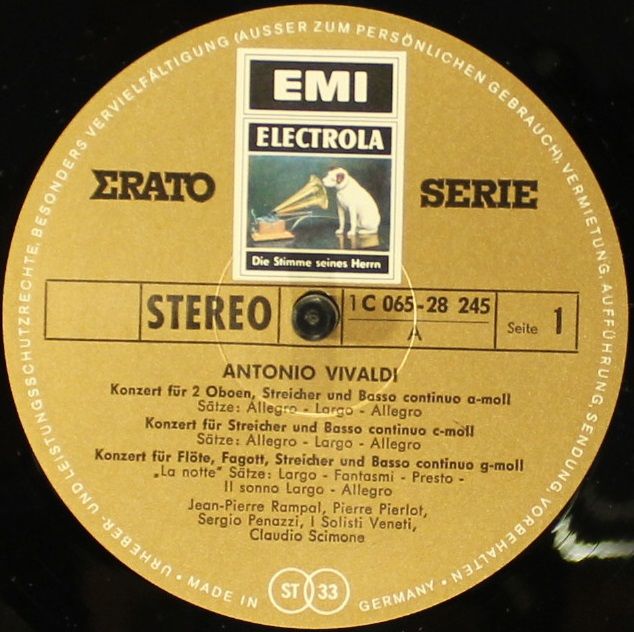 URHEBER- UND LEISTUNGSSCHUTZRECHTE, BESONDERS VERVIELFÄLTIGUNG (AUSSER ZUM PERSÖNLICHEN GEBRAUCH), VERMIETUNG, AUFFÜHRUNG, SENDUNG, VORBEHALTEN
EMI
ELECTROLA
ΣRATO SERIE
Die Stimme seines Herrn
STEREO 1 C 065-28 245 Seite 1
A
ANTONIO VIVALDI
Konzert für 2 Oboen, Streicher und Basso continuo a-moll
Sätze: Allegro - Largo - Allegro
Konzert für Streicher und Basso continuo c-moll
Sätze: Allegro - Largo - Allegro
Konzert für Flöte, Fagott, Streicher und Basso continuo g-moll
„La notte" Sätze: Largo - Fantasmi - Presto -
Il sonno Largo - Allegro
Jean-Pierre Rampal, Pierre Pierlot,
Sergio Penazzi, I Solisti Veneti,
Claudio Scimone
• MADE IN ST 33 GERMANY •